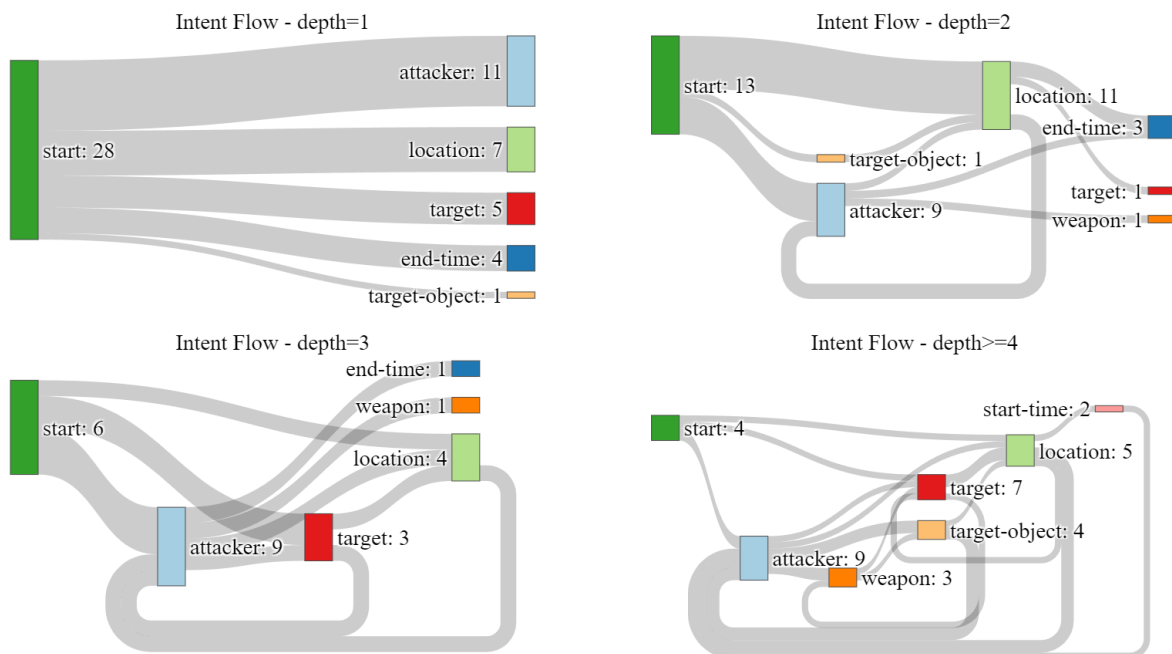 Intent Flow - depth=1
attacker: 11
start: 28
location: 7
target: 5
end-time: 4
target-object: 1
Intent Flow - depth=2
start: 13
location: 11
end-time: 3
target-object: 1
target: 1
attacker: 9
weapon: 1
Intent Flow - depth=3
end-time: 1
weapon: 1
start: 6
location: 4
attacker: 9
target: 3
Intent Flow - depth>=4
start-time: 2
start: 4
location: 5
target: 7
target-object: 4
attacker: 9
weapon: 3